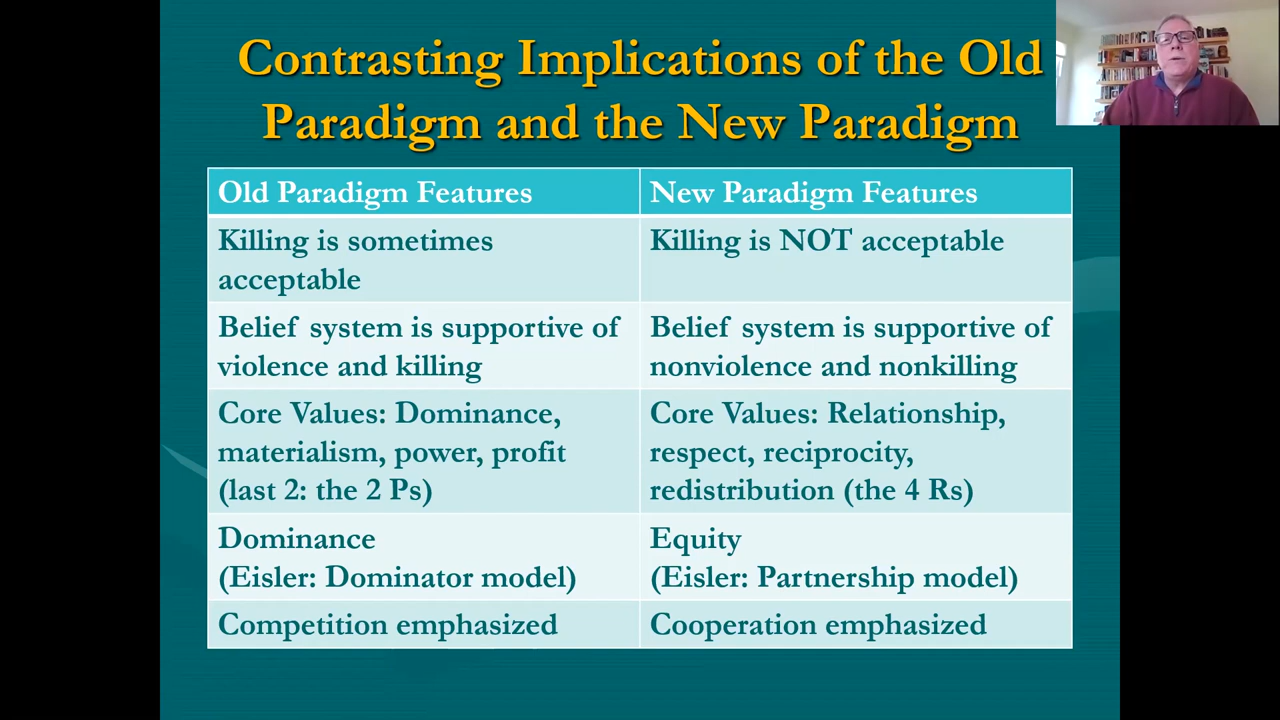 Contrasting Implications of the Old
Paradigm and the New Paradigm
Old Paradigm Features
New Paradigm Features
Killing is sometimes
acceptable
Killing is NOT acceptable
Belief system is supportive of
violence and killing
Belief system is supportive of
nonviolence and nonkilling
Core Values: Dominance,
materialism, power, profit
(last 2: the 2 Ps)
Core Values: Relationship,
respect, reciprocity,
redistribution (the 4 Rs)
Dominance
(Eisler: Dominator model)
Equity
(Eisler: Partnership model)
Competition emphasized
Cooperation emphasized